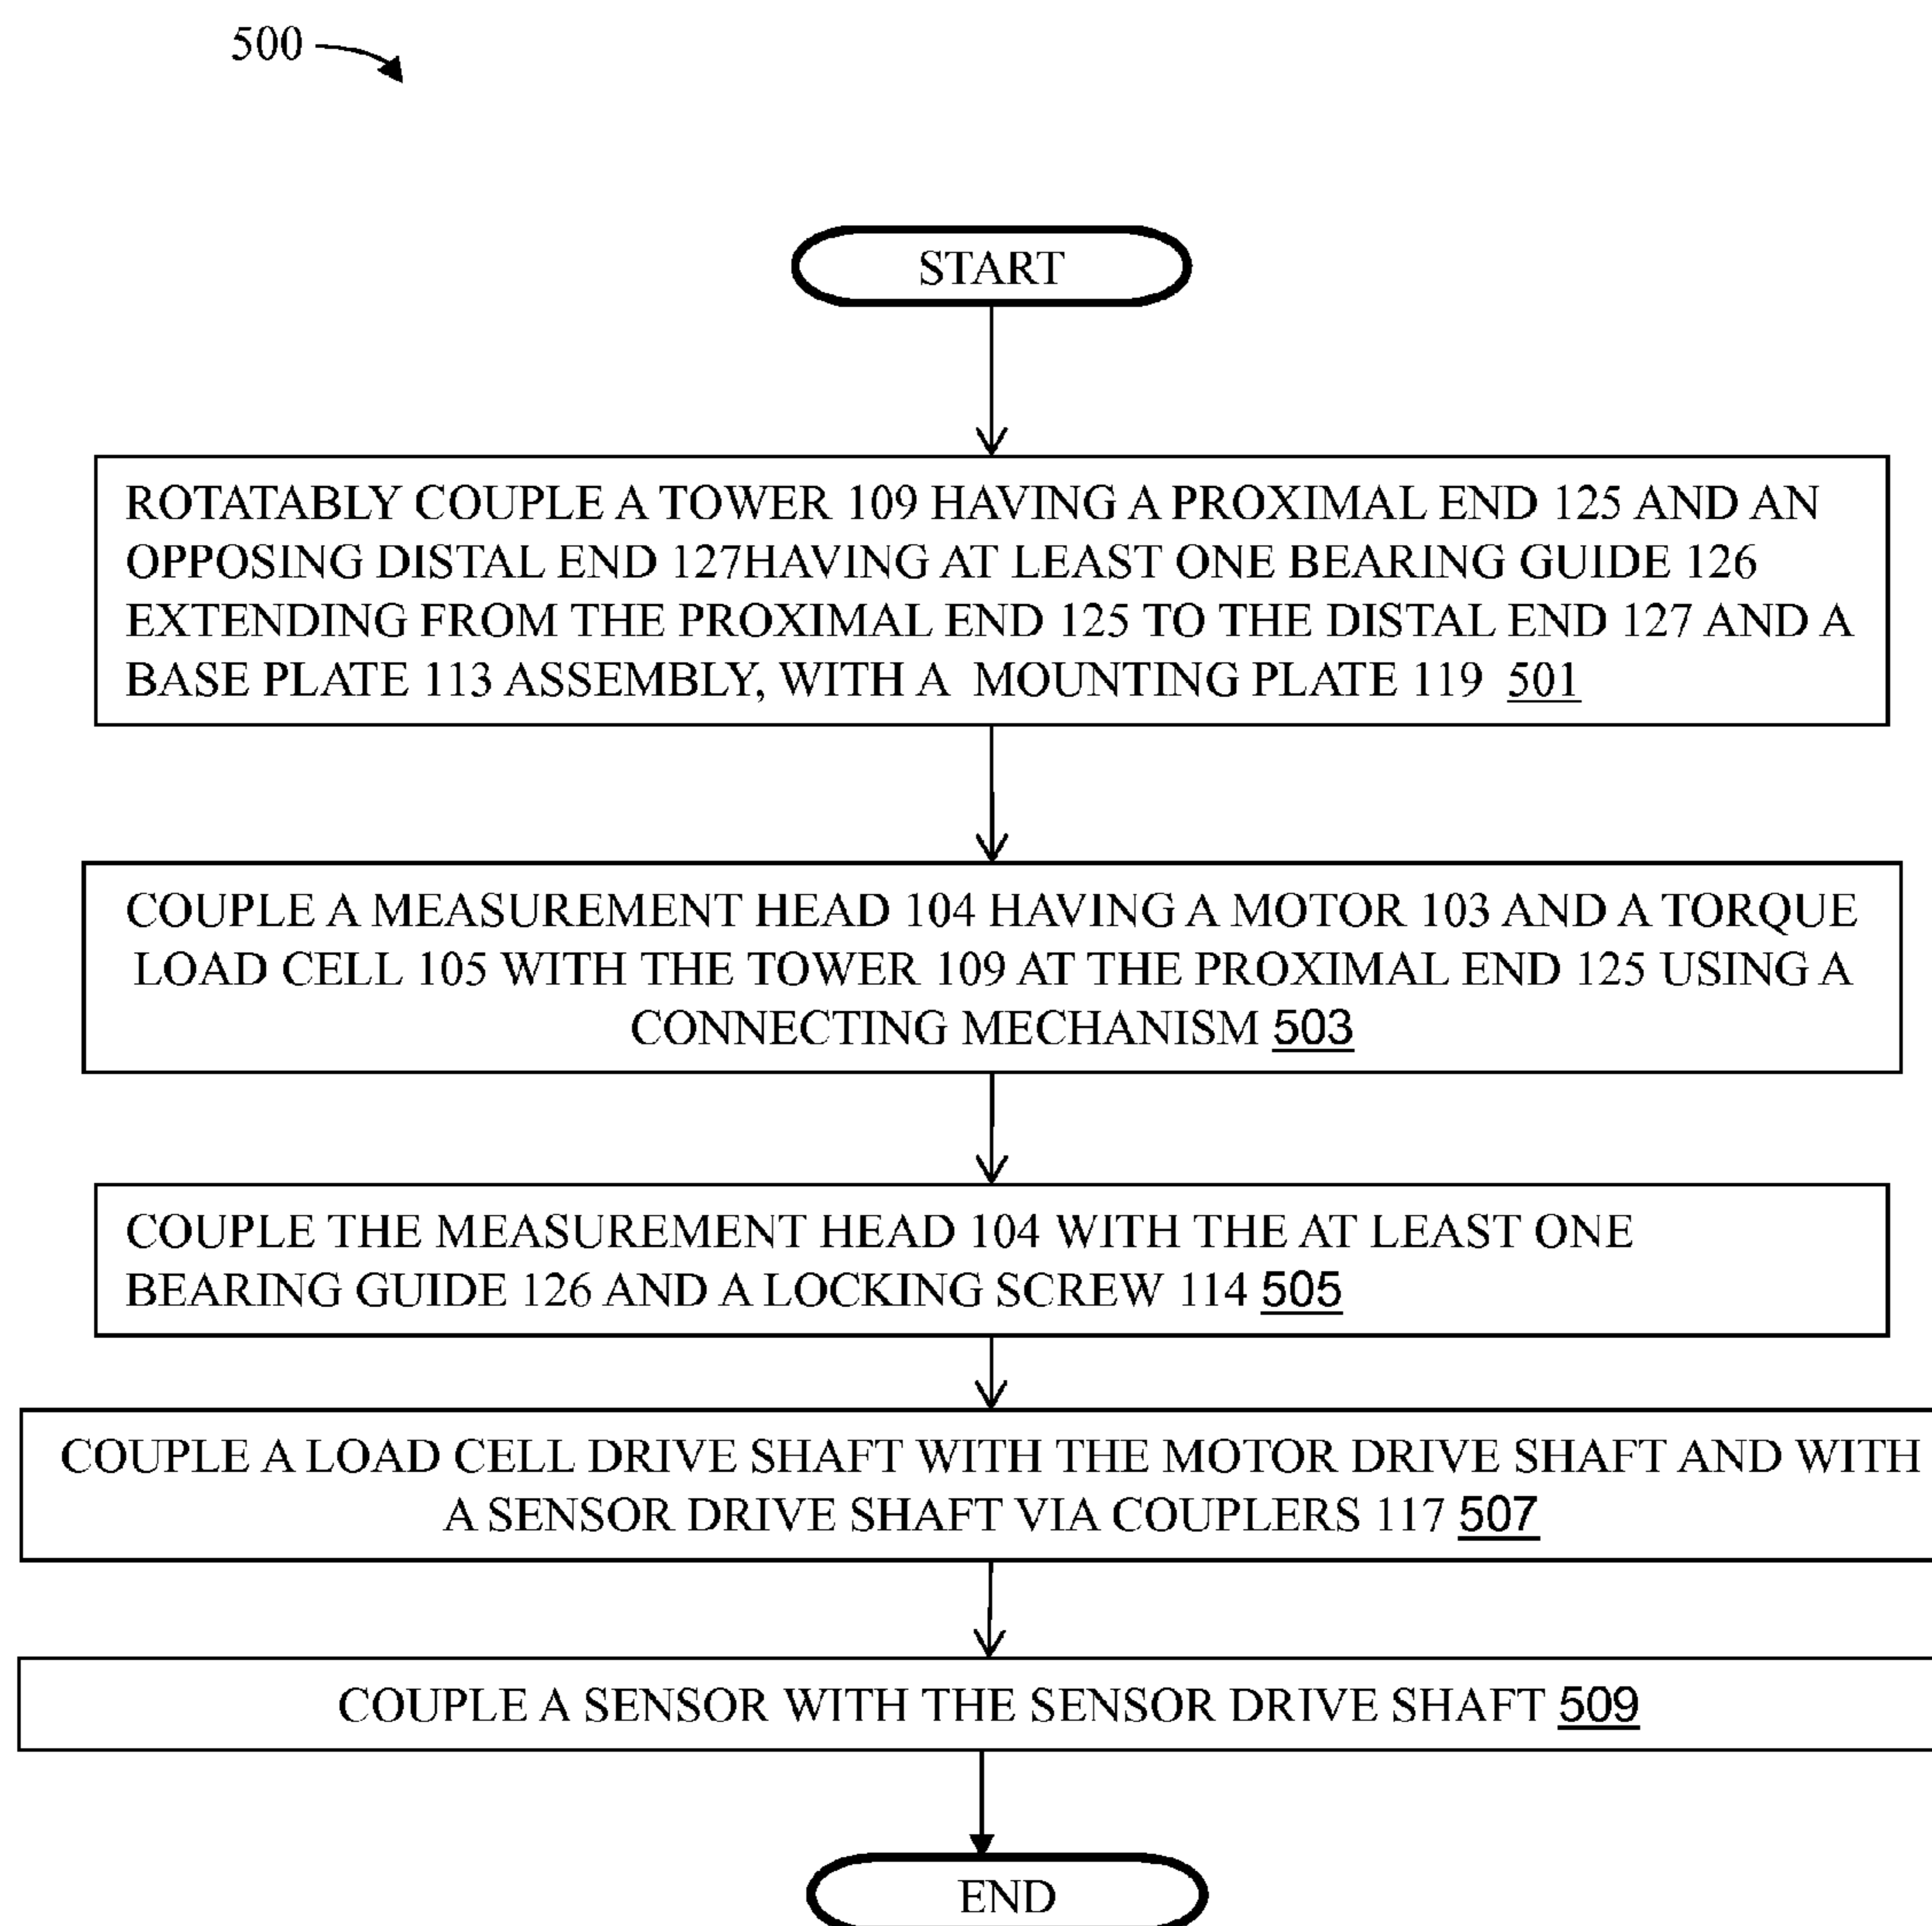 500
START
ROTATABLY COUPLE A TOWER 109 HAVING A PROXIMAL END 125 AND AN
OPPOSING DISTAL END 127HAVING AT LEAST ONE BEARING GUIDE 126
EXTENDING FROM THE PROXIMAL END 125 TO THE DISTAL END 127 AND A
BASE PLATE 113 ASSEMBLY, WITH A MOUNTING PLATE 119 501
COUPLE A MEASUREMENT HEAD 104 HAVING A MOTOR 103 AND A TORQUE
LOAD CELL 105 WITH THE TOWER 109 AT THE PROXIMAL END 125 USING A
CONNECTING MECHANISM 503
COUPLE THE MEASUREMENT HEAD 104 WITH THE AT LEAST ONE
BEARING GUIDE 126 AND A LOCKING SCREW 114 505
COUPLE A LOAD CELL DRIVE SHAFT WITH THE MOTOR DRIVE SHAFT AND WITH
A SENSOR DRIVE SHAFT VIA COUPLERS 117 507
COUPLE A SENSOR WITH THE SENSOR DRIVE SHAFT 509
END